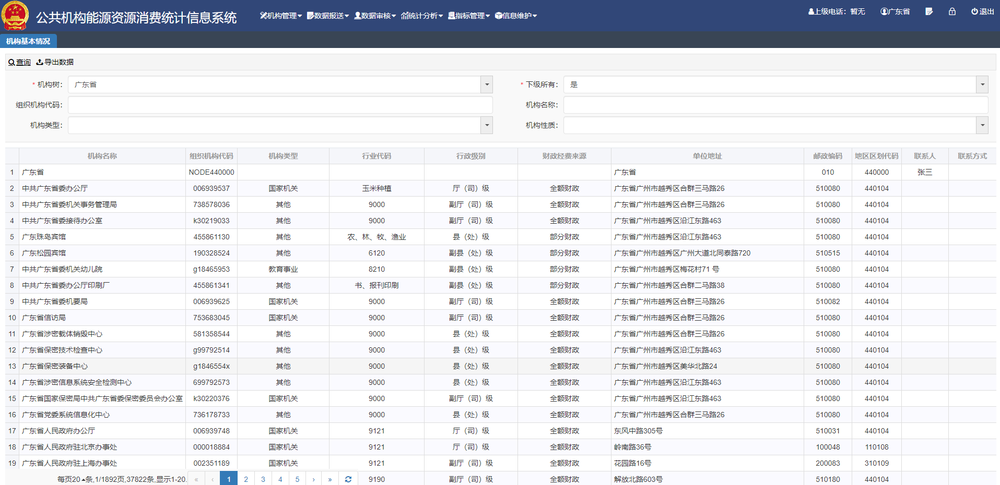 公共机构能源资源消费统计信息系统 机构管理 数据报送 数据审核 统计分析 指标管理 信息维护 上级电话：暂无 广东省 退出
机构基本情况
查询 导出数据
* 机构树： 广东省 * 下级所有： 是
组织机构代码： 机构名称：
机构类型： 机构性质：
机构名称 组织机构代码 机构类型 行业代码 行政级别 财政经费来源 单位地址 邮政编码 地区区划代码 联系人 联系方式
1 广东省 NODE440000 广东省 010 440000 张三
2 中共广东省委办公厅 006939537 国家机关 玉米种植 厅（司）级 全额财政 广东省广州市越秀区合群三马路26 510080 440104
3 中共广东省委机关事务管理局 738578036 其他 9000 副厅（司）级 全额财政 广东省广州市越秀区合群三马路26 510080 440104
4 中共广东省委接待办公室 k30219033 其他 9000 副厅（司）级 全额财政 广东省广州市越秀区沿江东路463 510080 440104
5 广东珠岛宾馆 455861130 其他 农、林、牧、渔业 县（处）级 部分财政 广东省广州市越秀区沿江东路463 510080 440104
6 广东松园宾馆 190328524 其他 6120 副县（处）级 部分财政 广东省广州市越秀区广州大道北同泰路720 510515 440104
7 中共广东省委机关幼儿院 g18465953 教育事业 8210 副县（处）级 部分财政 广东省广州市越秀区梅花村71 号 510080 440104
8 中共广东省委办公厅印刷厂 455861341 其他 书、报刊印刷 副县（处）级 部分财政 广东省广州市越秀区合群二马路38 510080 440104
9 中共广东省委机要局 006939625 国家机关 9000 副厅（司）级 全额财政 广东省广州市越秀区合群三马路26 510082 440104
10 广东省信访局 753683045 国家机关 9000 副厅（司）级 全额财政 广东省广州市越秀区合群三马路26 510080 440104
11 广东省涉密载体销毁中心 581358544 其他 9000 县（处）级 全额财政 广东省广州市越秀区合群三马路26 510080 440104
12 广东省保密技术检查中心 g99792514 其他 9000 县（处）级 全额财政 广东省广州市越秀区沿江东路463 510080 440104
13 广东省保密装备中心 g1846554x 其他 9000 县（处）级 全额财政 广东省广州市越秀区美华北路24 510080 440104
14 广东省涉密信息系统安全检测中心 699792573 其他 9000 县（处）级 全额财政 广东省广州市越秀区沿江东路463 510080 440104
15 广东省国家保密局中共广东省委保密委员会办公室 k30220376 国家机关 9000 副厅（司）级 全额财政 广东省广州市越秀区沿江东路463 510080 440104
16 广东省党委系统信息化中心 736178733 其他 9000 县（处）级 全额财政 广东省广州市越秀区合群三马路26 510080 440104
17 广东省人民政府办公厅 006939748 国家机关 9121 厅（司）级 全额财政 东风中路305号 510031 440104
18 广东省人民政府驻北京办事处 000018884 国家机关 9121 厅（司）级 全额财政 岭南路36号 100048 110108
19 广东省人民政府驻上海办事处 002351189 国家机关 9121 副厅（司）级 全额财政 花园路16号 200083 310109
每页20条,1/1892页,37822条,显示1-20. « ‹ 1 2 3 4 5 › » 9190 副厅（司）级 全额财政 解放北路603号 510180 440104